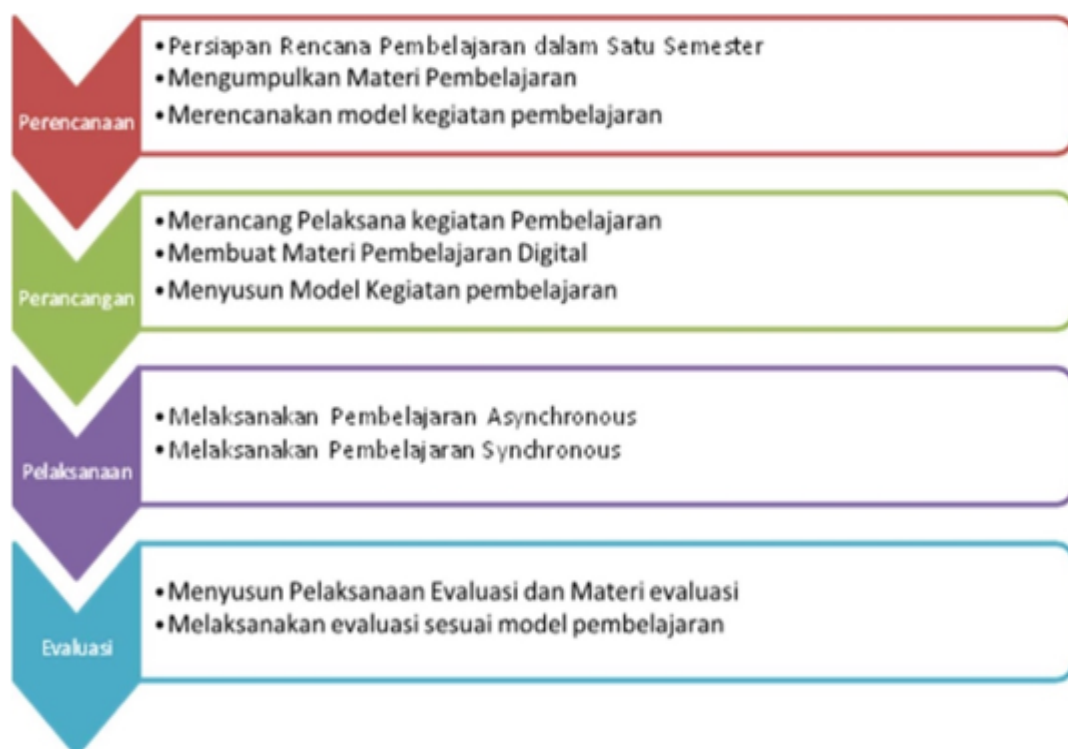 Perencanaan
•Persiapan Rencana Pembelajaran dalam Satu Semester
•Mengumpulkan Materi Pembelajaran
•Merencanakan model kegiatan pembelajaran
Perancangan
•Merancang Pelaksana kegiatan Pembelajaran
•Membuat Materi Pembelajaran Digital
•Menyusun Model Kegiatan pembelajaran
Pelaksanaan
•Melaksanakan Pembelajaran Asynchronous
•Melaksanakan Pembelajaran Synchronous
Evaluasi
•Menyusun Pelaksanaan Evaluasi dan Materi evaluasi
•Melaksanakan evaluasi sesuai model pembelajaran